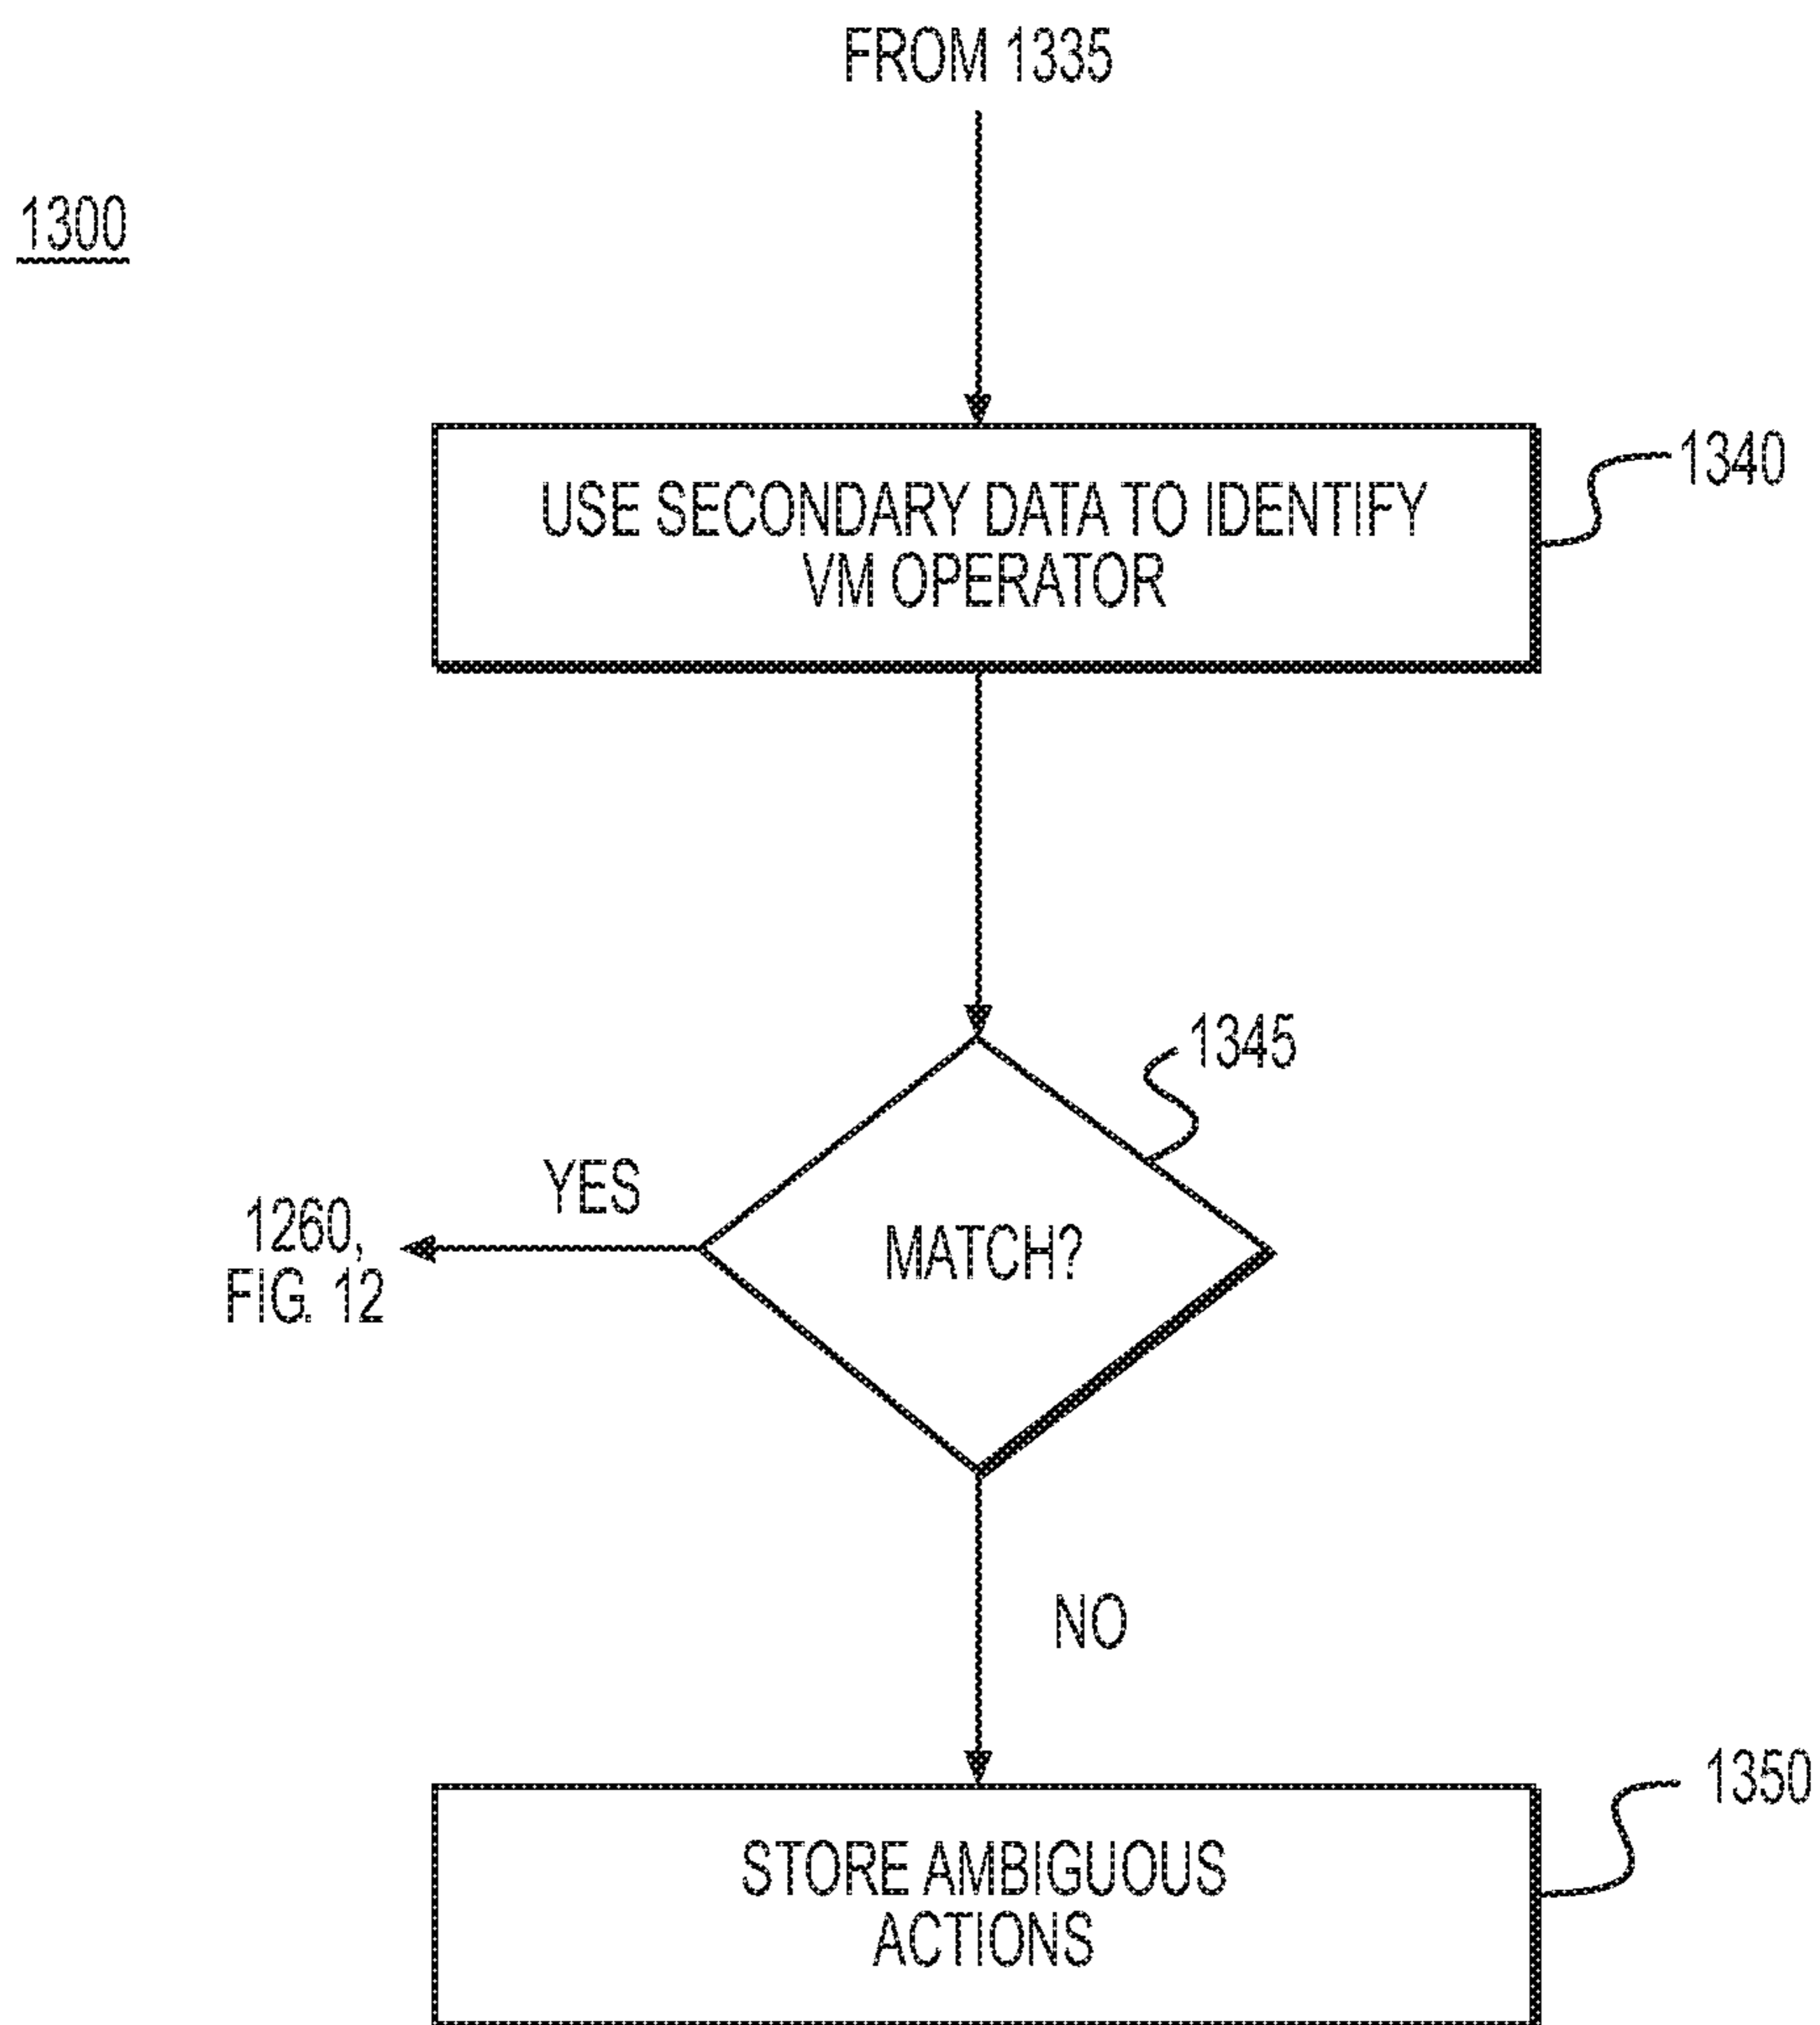 FROM 1335
1300
USE SECONDARY DATA TO IDENTIFY
VM OPERATOR
1340
1345
YES
1260,
FIG. 12
MATCH?
NO
1350
STORE AMBIGUOUS
ACTIONS